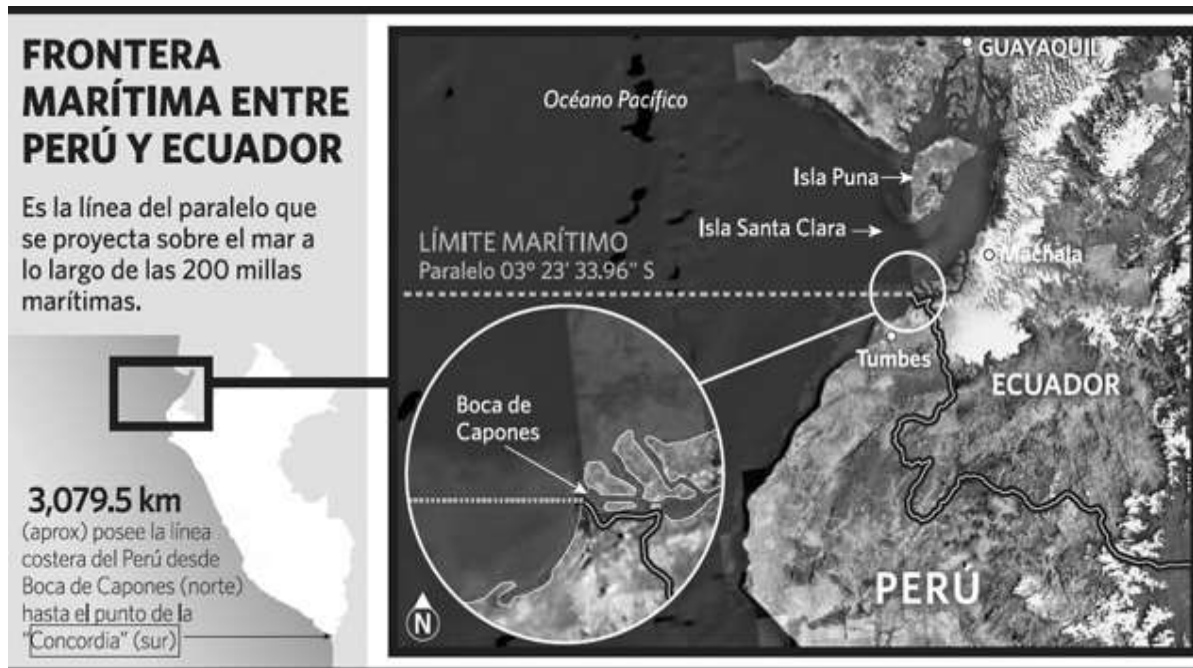 FRONTERA
MARÍTIMA ENTRE
PERÚ Y ECUADOR
Es la línea del paralelo que
se proyecta sobre el mar a
lo largo de las 200 millas
marítimas.
3,079.5 km
(aprox) posee la línea
costera del Perú desde
Boca de Capones (norte)
hasta el punto de la
"Concordia" (sur)
GUAYAQUIL
Océano Pacífico
Isla Puna
Isla Santa Clara
LÍMITE MARÍTIMO
Paralelo 03° 23' 33.96" S
Machala
Tumbes
ECUADOR
Boca de
Capones
PERÚ
N